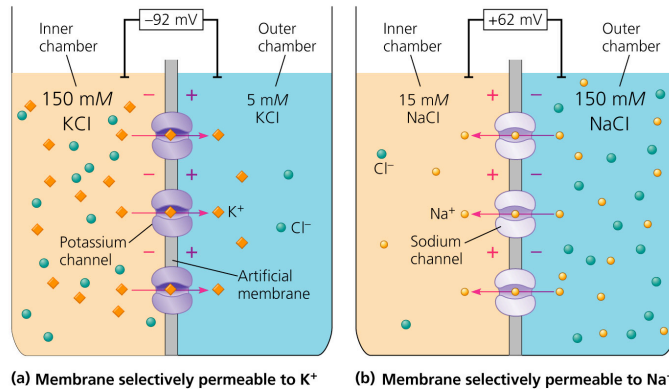 Inner
chamber
–92 mV
Outer
chamber
150 mM
KCl
5 mM
KCl
– +
K⁺
Cl⁻
– +
Potassium
channel
– +
Artificial
membrane
(a) Membrane selectively permeable to K⁺
Inner
chamber
+62 mV
Outer
chamber
15 mM
NaCl
150 mM
NaCl
+ –
Cl⁻
Na⁺
+ –
Sodium
channel
+ –
(b) Membrane selectively permeable to Na